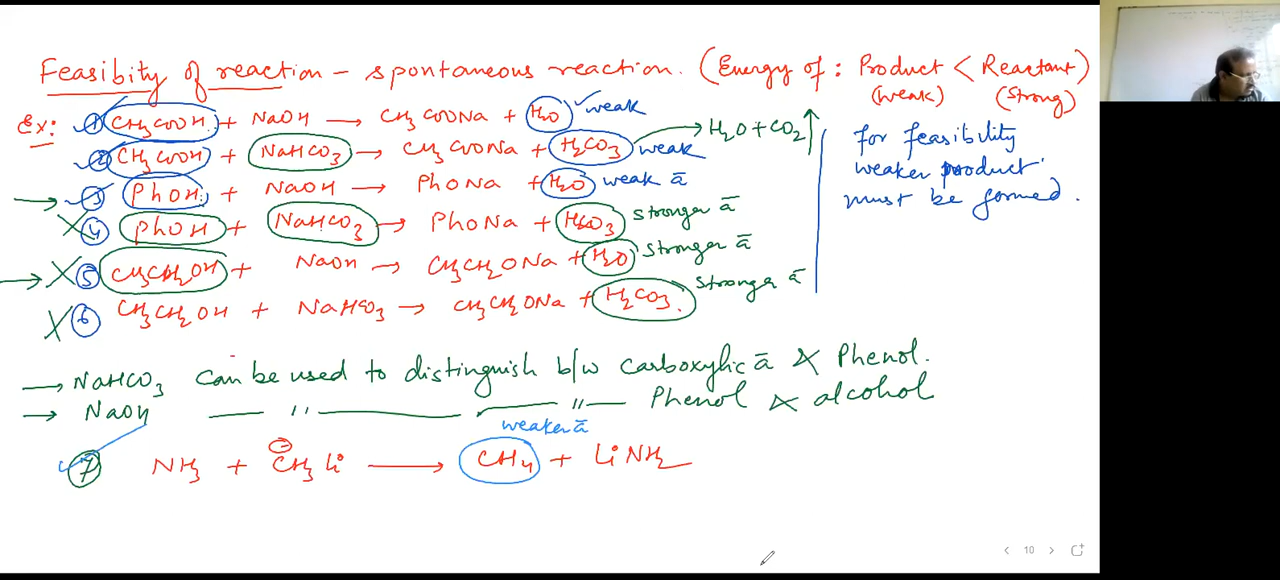 Feasibity of reaction - spontaneous reaction. (Energy of : Product < Reactant)
(weak) (strong)
Ex: ① CH3COOH + NaOH → CH3COONa + H2O weak
② CH3COOH + NaHCO3 → CH3COONa + H2CO3 weak → H2O + CO2 ↑
③ PhOH + NaOH → PhONa + H2O weak ā
④ PhOH + NaHCO3 → PhONa + H2CO3 stronger ā
⑤ CH3CH2OH + NaOH → CH3CH2ONa + H2O stronger ā
⑥ CH3CH2OH + NaHCO3 → CH3CH2ONa + H2CO3. stronger ā
for feasibility
weaker product
must be formed.
→ NaHCO3 can be used to distinguish b/w carboxylic ā & Phenol.
→ NaOH —— " —— —— " —— Phenol & alcohol
weaker ā
⑦ NH3 + ⊖CH3 Li → CH4 + LiNH2
< 10 >